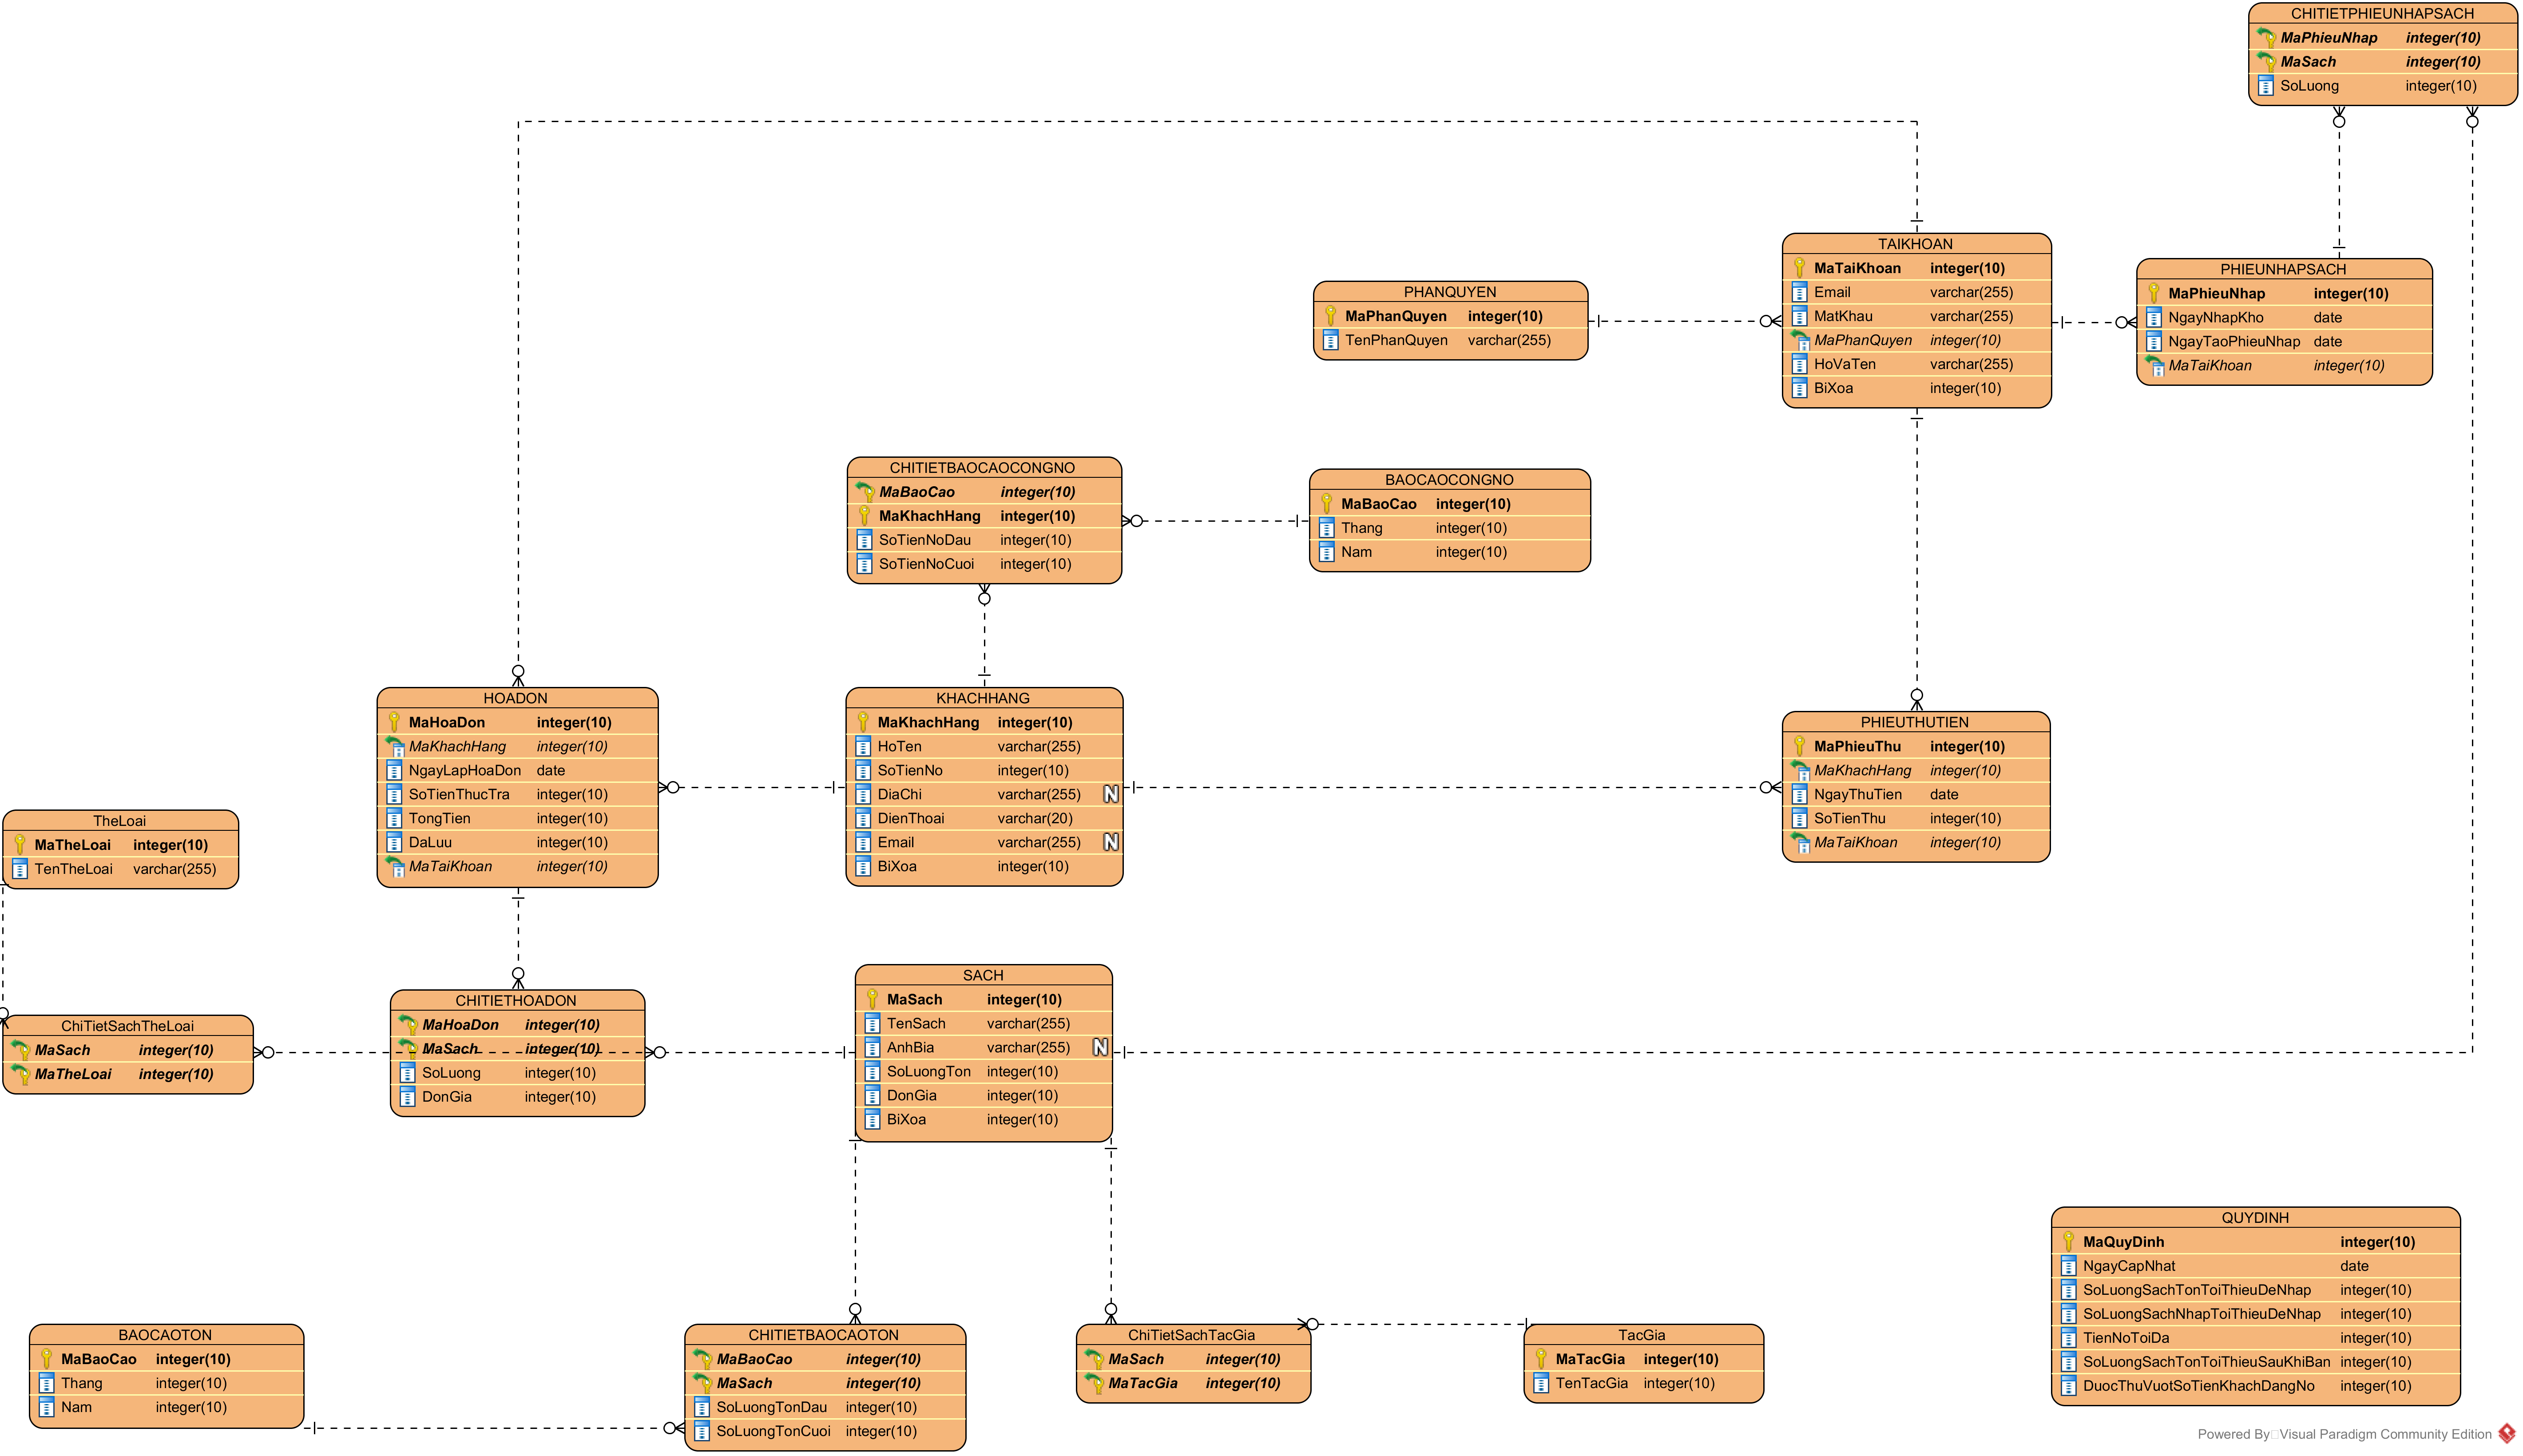 CHITIETPHIEUNHAPSACH
MaPhieuNhap integer(10)
MaSach integer(10)
SoLuong integer(10)
TAIKHOAN
MaTaiKhoan integer(10)
Email varchar(255)
MatKhau varchar(255)
MaPhanQuyen integer(10)
HoVaTen varchar(255)
BiXoa integer(10)
PHIEUNHAPSACH
MaPhieuNhap integer(10)
NgayNhapKho date
NgayTaoPhieuNhap date
MaTaiKhoan integer(10)
PHANQUYEN
MaPhanQuyen integer(10)
TenPhanQuyen varchar(255)
CHITIETBAOCAOCONGNO
MaBaoCao integer(10)
MaKhachHang integer(10)
SoTienNoDau integer(10)
SoTienNoCuoi integer(10)
BAOCAOCONGNO
MaBaoCao integer(10)
Thang integer(10)
Nam integer(10)
HOADON
MaHoaDon integer(10)
MaKhachHang integer(10)
NgayLapHoaDon date
SoTienThucTra integer(10)
TongTien integer(10)
DaLuu integer(10)
MaTaiKhoan integer(10)
KHACHHANG
MaKhachHang integer(10)
HoTen varchar(255)
SoTienNo integer(10)
DiaChi varchar(255) N
DienThoai varchar(20)
Email varchar(255) N
BiXoa integer(10)
PHIEUTHUTIEN
MaPhieuThu integer(10)
MaKhachHang integer(10)
NgayThuTien date
SoTienThu integer(10)
MaTaiKhoan integer(10)
TheLoai
MaTheLoai integer(10)
TenTheLoai varchar(255)
ChiTietSachTheLoai
MaSach integer(10)
MaTheLoai integer(10)
CHITIETHOADON
MaHoaDon integer(10)
MaSach integer(10)
SoLuong integer(10)
DonGia integer(10)
SACH
MaSach integer(10)
TenSach varchar(255)
AnhBia varchar(255) N
SoLuongTon integer(10)
DonGia integer(10)
BiXoa integer(10)
BAOCAOTON
MaBaoCao integer(10)
Thang integer(10)
Nam integer(10)
CHITIETBAOCAOTON
MaBaoCao integer(10)
MaSach integer(10)
SoLuongTonDau integer(10)
SoLuongTonCuoi integer(10)
ChiTietSachTacGia
MaSach integer(10)
MaTacGia integer(10)
TacGia
MaTacGia integer(10)
TenTacGia integer(10)
QUYDINH
MaQuyDinh integer(10)
NgayCapNhat date
SoLuongSachTonToiThieuDeNhap integer(10)
SoLuongSachNhapToiThieuDeNhap integer(10)
TienNoToiDa integer(10)
SoLuongSachTonToiThieuSauKhiBan integer(10)
DuocThuVuotSoTienKhachDangNo integer(10)
Powered By Visual Paradigm Community Edition